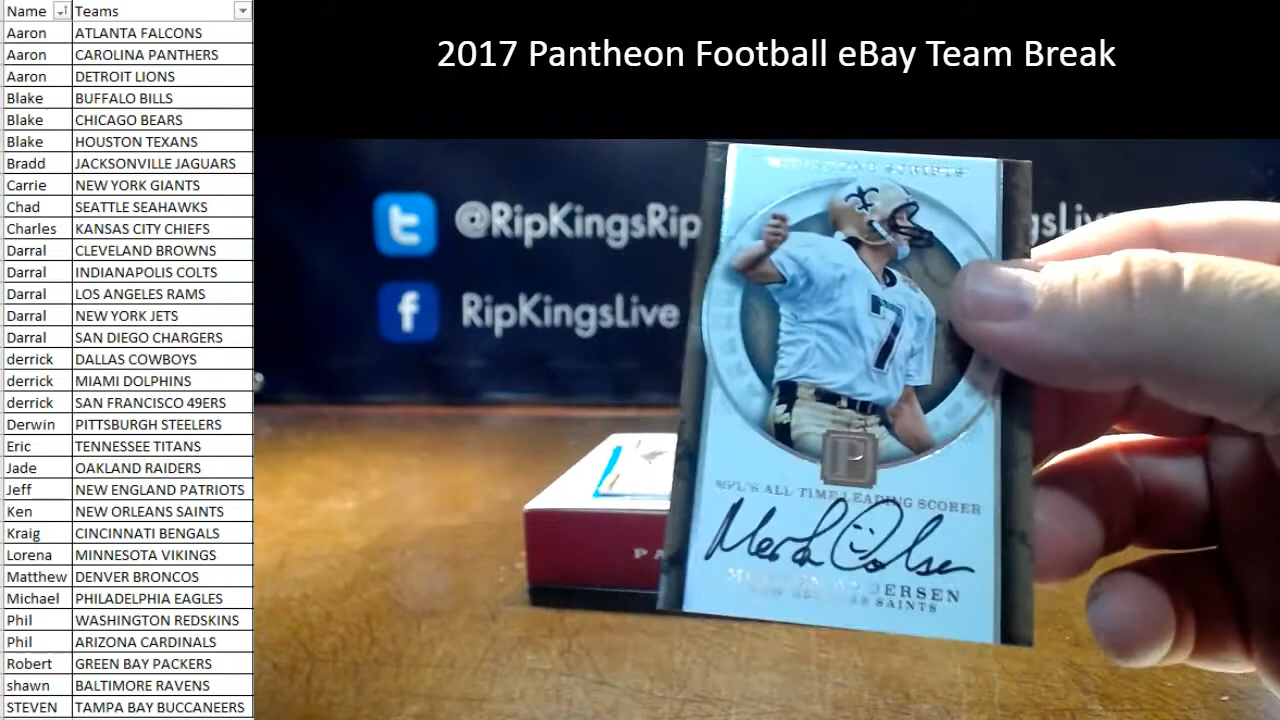 Name Teams
Aaron ATLANTA FALCONS
Aaron CAROLINA PANTHERS
Aaron DETROIT LIONS
Blake BUFFALO BILLS
Blake CHICAGO BEARS
Blake HOUSTON TEXANS
Bradd JACKSONVILLE JAGUARS
Carrie NEW YORK GIANTS
Chad SEATTLE SEAHAWKS
Charles KANSAS CITY CHIEFS
Darral CLEVELAND BROWNS
Darral INDIANAPOLIS COLTS
Darral LOS ANGELES RAMS
Darral NEW YORK JETS
Darral SAN DIEGO CHARGERS
derrick DALLAS COWBOYS
derrick MIAMI DOLPHINS
derrick SAN FRANCISCO 49ERS
Derwin PITTSBURGH STEELERS
Eric TENNESSEE TITANS
Jade OAKLAND RAIDERS
Jeff NEW ENGLAND PATRIOTS
Ken NEW ORLEANS SAINTS
Kraig CINCINNATI BENGALS
Lorena MINNESOTA VIKINGS
Matthew DENVER BRONCOS
Michael PHILADELPHIA EAGLES
Phil WASHINGTON REDSKINS
Phil ARIZONA CARDINALS
Robert GREEN BAY PACKERS
shawn BALTIMORE RAVENS
STEVEN TAMPA BAY BUCCANEERS
2017 Pantheon Football eBay Team Break
@RipKingsRip
RipKingsLive
7
P
NFL'S ALL TIME LEADING SCORER
SAINTS
PA